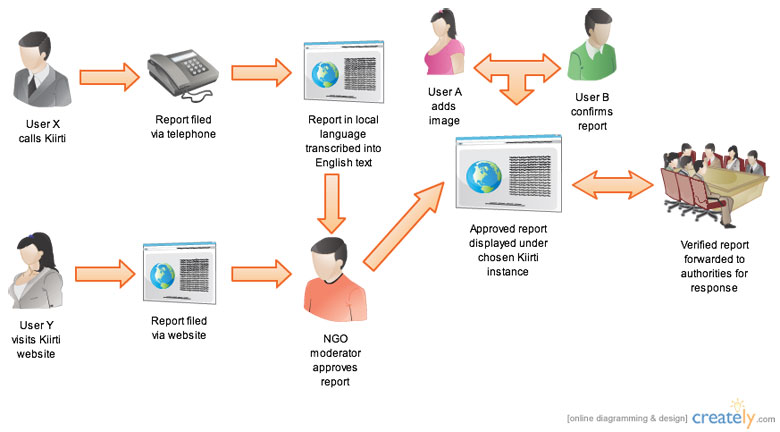 User X
calls Kiirti
Report filed
via telephone
Report in local
language
transcribed into
English text
User A
adds
image
User B
confirms
report
User Y
visits Kiirti
website
Report filed
via website
NGO
moderator
approves
report
Approved report
displayed under
chosen Kiirti
instance
Verified report
forwarded to
authorities for
response
[online diagramming & design] creately.com